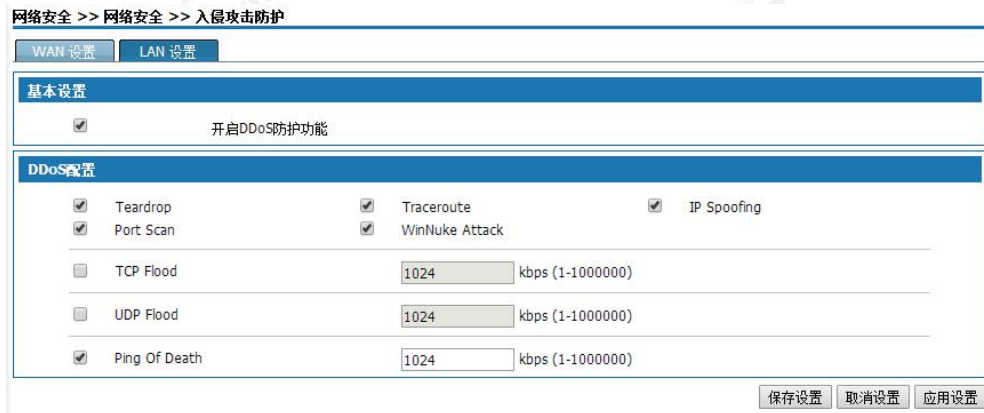 网络安全 >> 网络安全 >> 入侵攻击防护
WAN 设置 LAN 设置
基本设置
开启DDoS防护功能
DDoS配置
Teardrop Traceroute IP Spoofing
Port Scan WinNuke Attack
TCP Flood 1024 kbps (1-1000000)
UDP Flood 1024 kbps (1-1000000)
Ping Of Death 1024 kbps (1-1000000)
保存设置 取消设置 应用设置